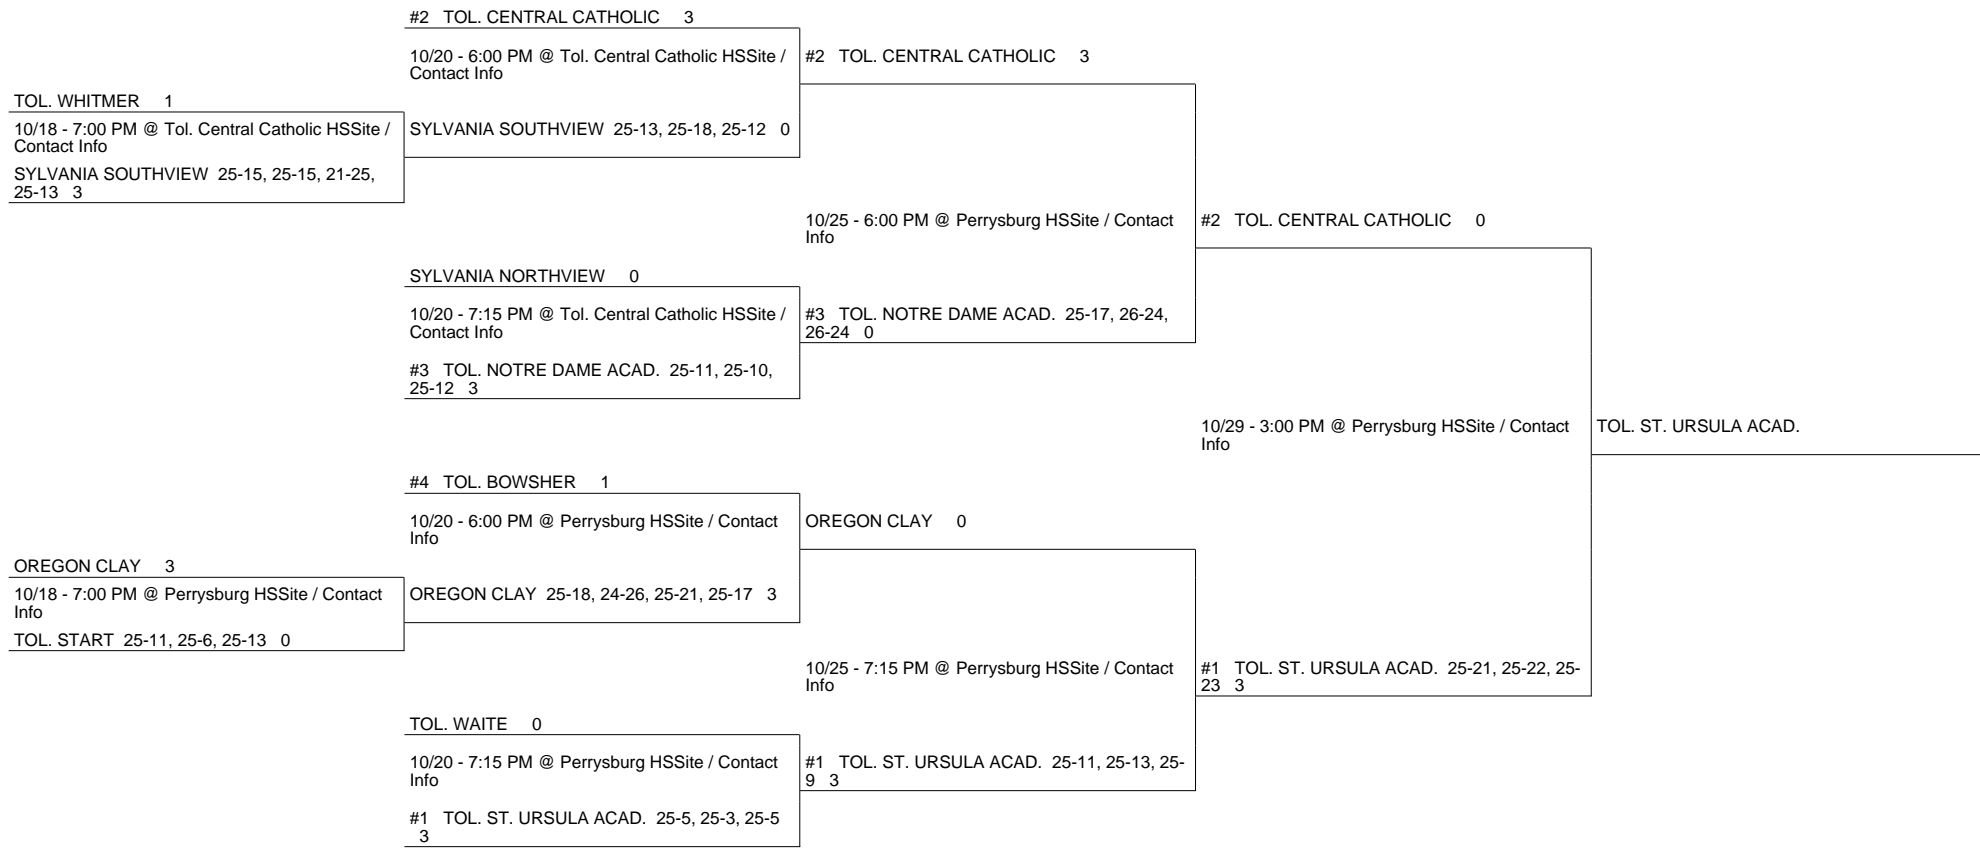 #2 TOL. CENTRAL CATHOLIC 3
10/20 - 6:00 PM @ Tol. Central Catholic HSSite /
Contact Info
#2 TOL. CENTRAL CATHOLIC 3
TOL. WHITMER 1
10/18 - 7:00 PM @ Tol. Central Catholic HSSite /
Contact Info
SYLVANIA SOUTHVIEW 25-13, 25-18, 25-12 0
SYLVANIA SOUTHVIEW 25-15, 25-15, 21-25,
25-13 3
10/25 - 6:00 PM @ Perrysburg HSSite / Contact
Info
#2 TOL. CENTRAL CATHOLIC 0
SYLVANIA NORTHVIEW 0
10/20 - 7:15 PM @ Tol. Central Catholic HSSite /
Contact Info
#3 TOL. NOTRE DAME ACAD. 25-17, 26-24,
26-24 0
#3 TOL. NOTRE DAME ACAD. 25-11, 25-10,
25-12 3
10/29 - 3:00 PM @ Perrysburg HSSite / Contact
Info
TOL. ST. URSULA ACAD.
#4 TOL. BOWSHER 1
10/20 - 6:00 PM @ Perrysburg HSSite / Contact
Info
OREGON CLAY 0
OREGON CLAY 3
10/18 - 7:00 PM @ Perrysburg HSSite / Contact
Info
OREGON CLAY 25-18, 24-26, 25-21, 25-17 3
TOL. START 25-11, 25-6, 25-13 0
10/25 - 7:15 PM @ Perrysburg HSSite / Contact
Info
#1 TOL. ST. URSULA ACAD. 25-21, 25-22, 25-
23 3
TOL. WAITE 0
10/20 - 7:15 PM @ Perrysburg HSSite / Contact
Info
#1 TOL. ST. URSULA ACAD. 25-11, 25-13, 25-
9 3
#1 TOL. ST. URSULA ACAD. 25-5, 25-3, 25-5
3